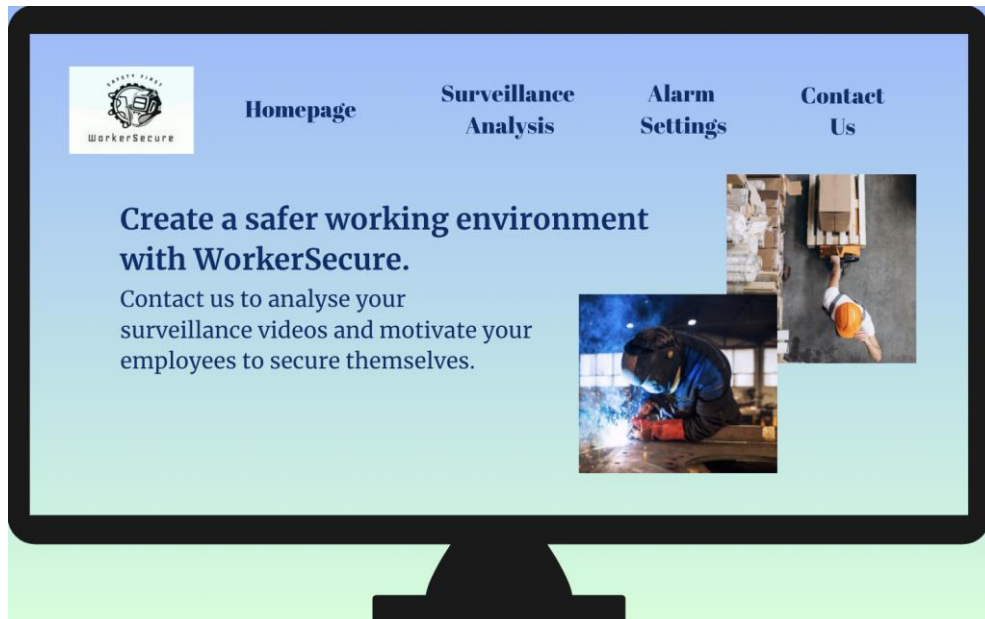 SAFETY FIRST
WorkerSecure
Homepage
Surveillance
Analysis
Alarm
Settings
Contact
Us
Create a safer working environment
with WorkerSecure.
Contact us to analyse your
surveillance videos and motivate your
employees to secure themselves.